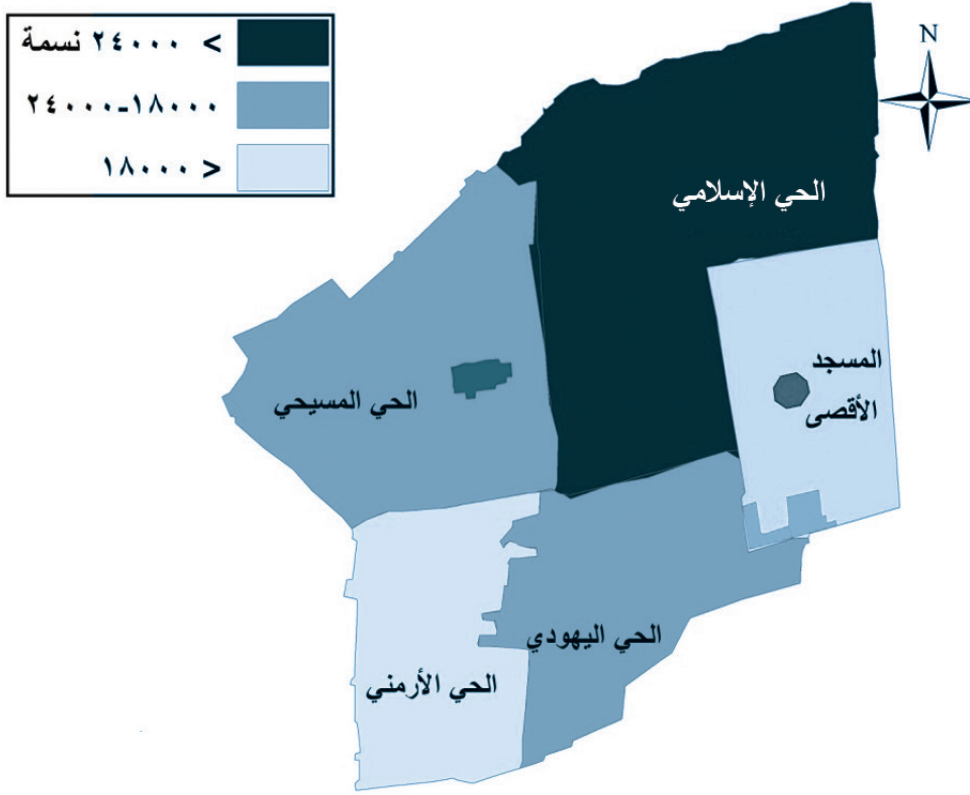 > ٢٤٠٠٠ نسمة
١٨٠٠٠-٢٤٠٠٠
< ١٨٠٠٠
N
الحي الإسلامي
المسجد
الأقصى
الحي المسيحي
الحي اليهودي
الحي الأرمني